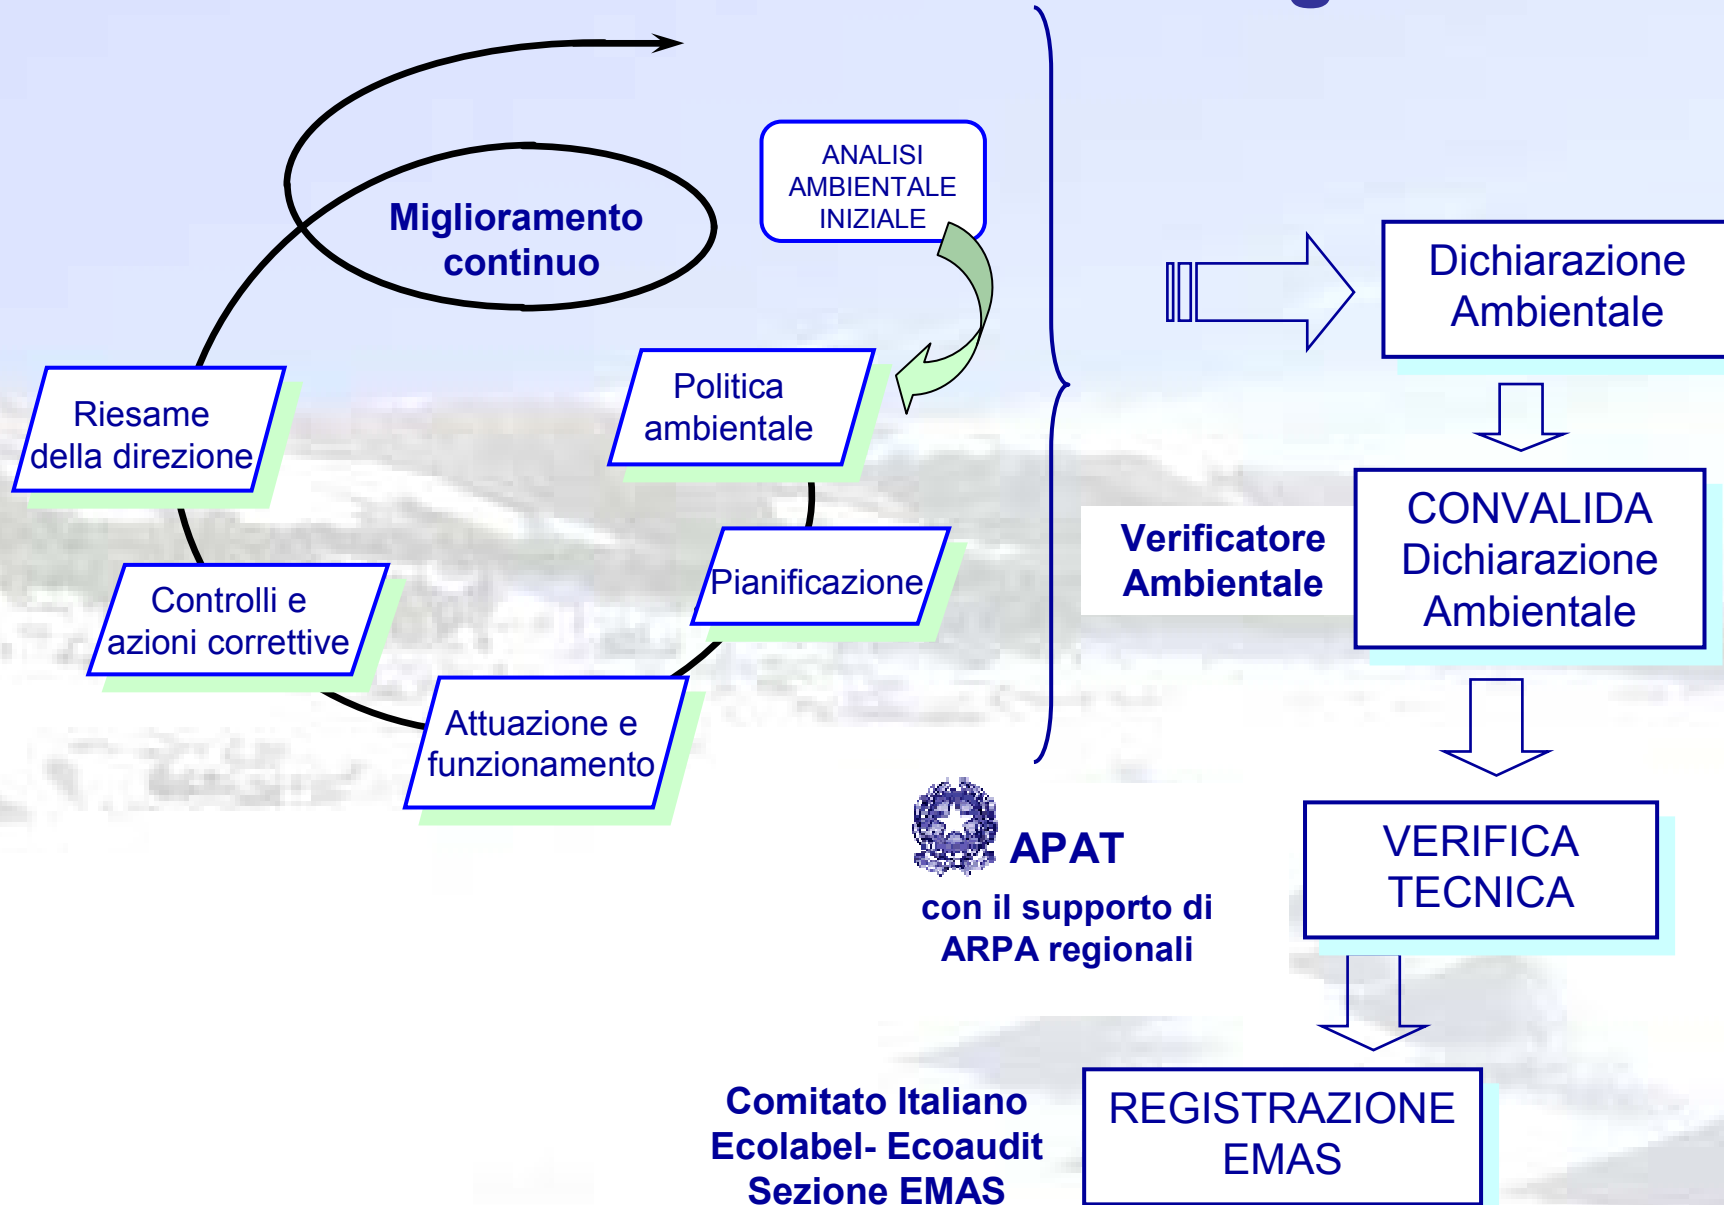 ANALISI
AMBIENTALE
INIZIALE
Miglioramento
continuo
Politica
ambientale
Pianificazione
Attuazione e
funzionamento
Controlli e
azioni correttive
Riesame
della direzione
Dichiarazione
Ambientale
Verificatore
Ambientale
CONVALIDA
Dichiarazione
Ambientale
APAT
con il supporto di
ARPA regionali
VERIFICA
TECNICA
Comitato Italiano
Ecolabel- Ecoaudit
Sezione EMAS
REGISTRAZIONE
EMAS